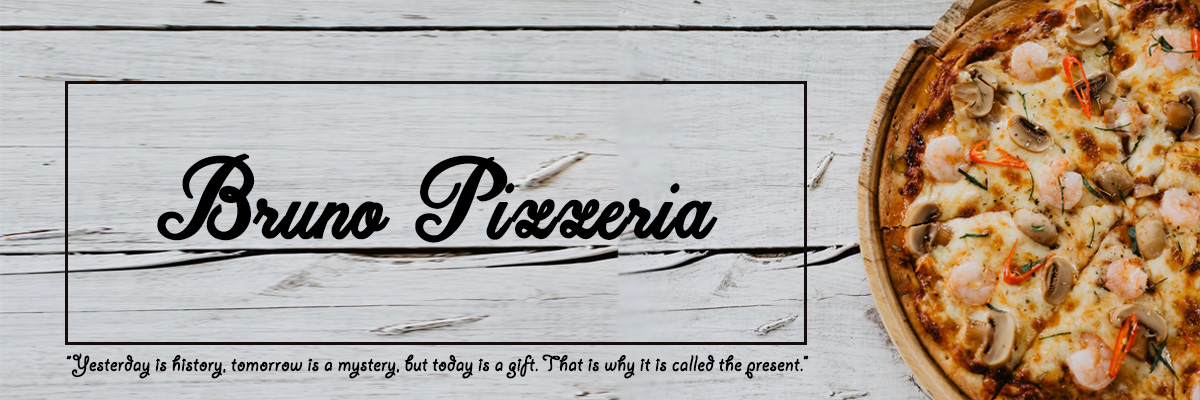 Bruno Pizzeria
"Yesterday is history, tomorrow is a mystery, but today is a gift. That is why it is called the present."